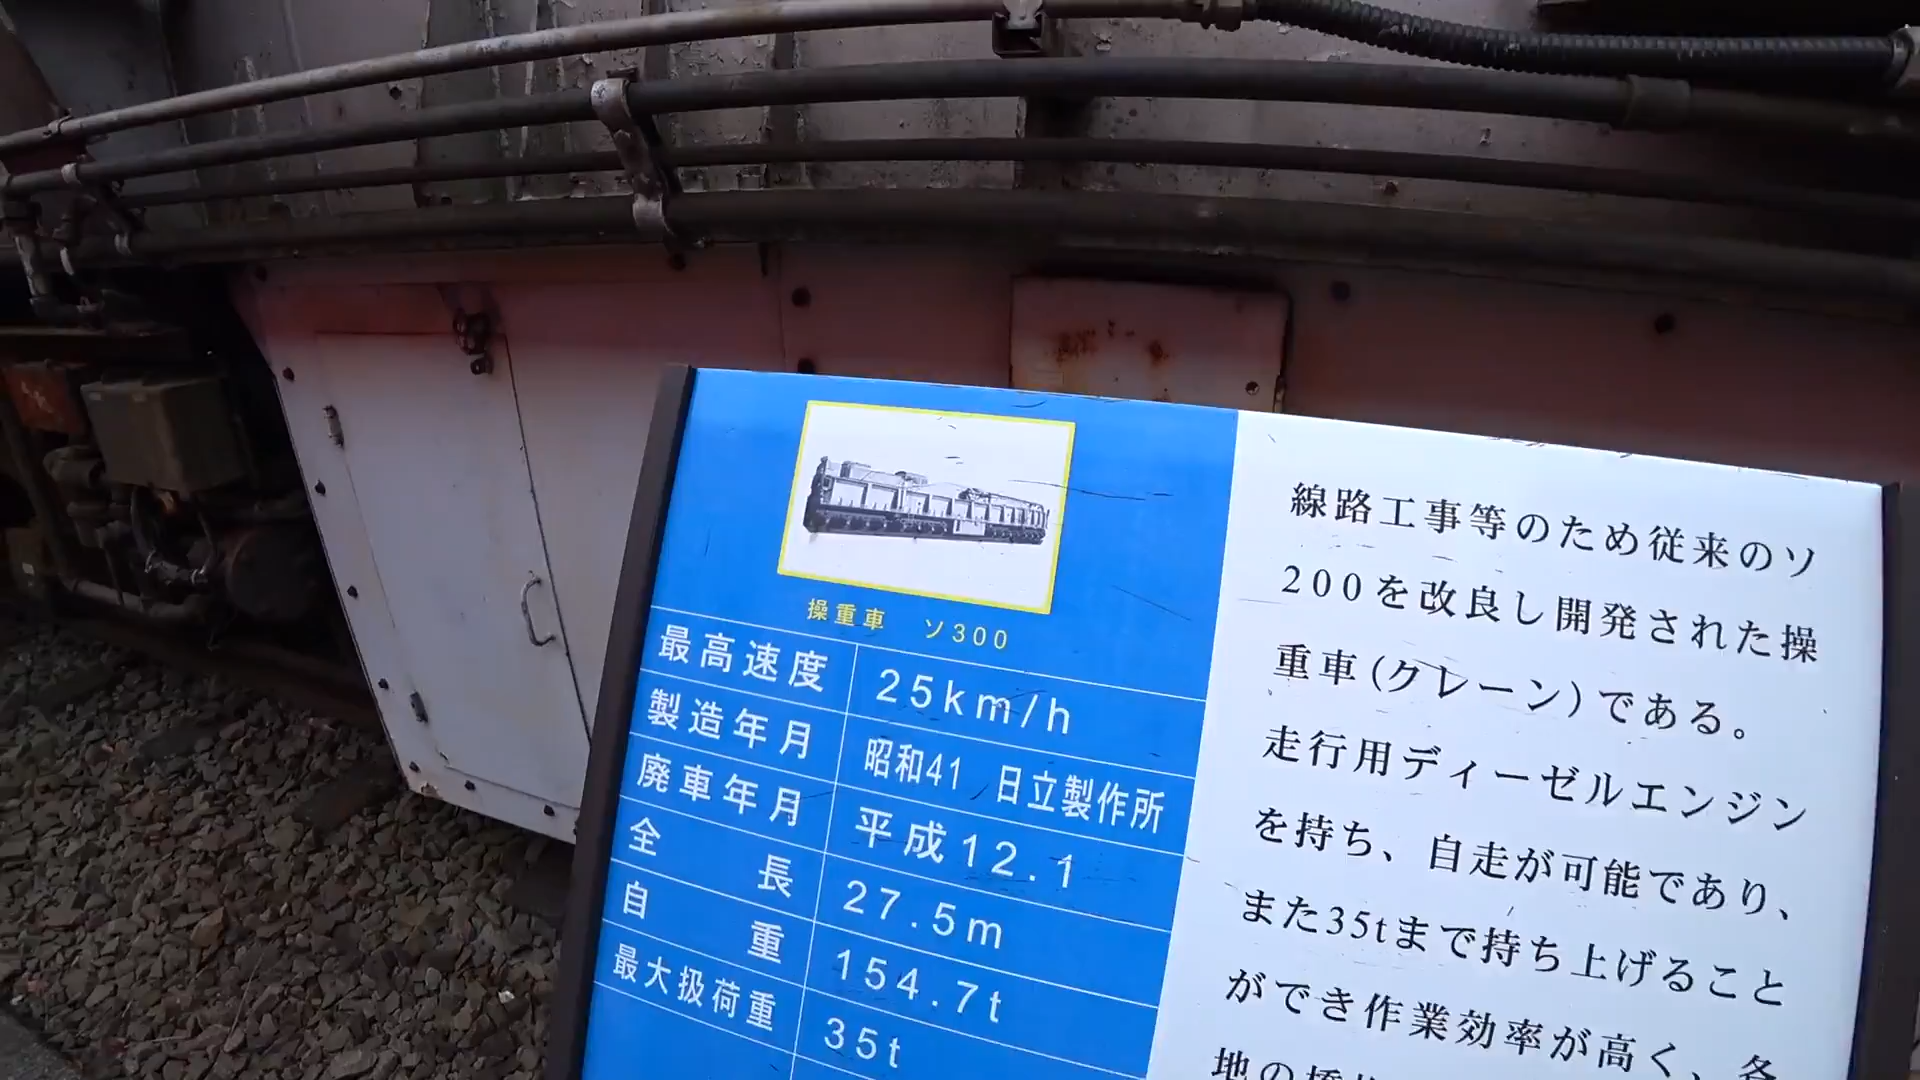 操重車 ソ300
最高速度 25km/h
製造年月 昭和41 日立製作所
廃車年月 平成12.1
全長 27.5m
自重 154.7t
最大扱荷重 35t
線路工事等のため従来のソ
200を改良し開発された操
重車(クレーン)である。
走行用ディーゼルエンジン
を持ち、自走が可能であり、
また35tまで持ち上げること
ができ作業効率が高く、各
地の橋